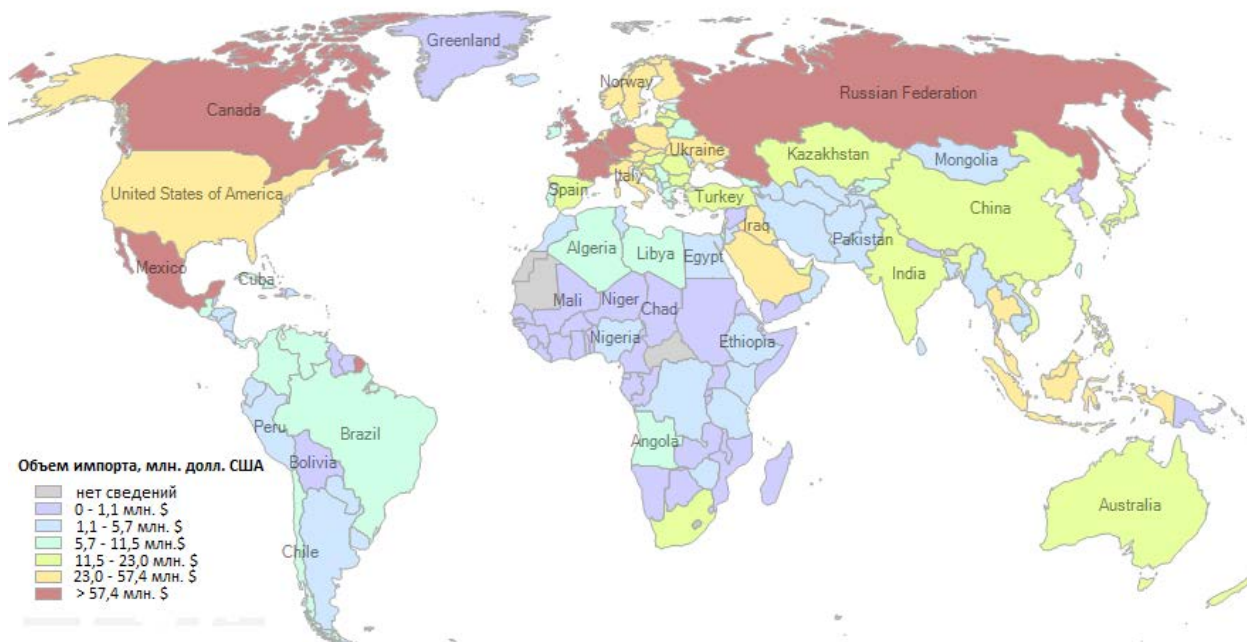 Greenland
Norway
Canada
Russian Federation
Ukraine
Kazakhstan
Mongolia
United States of America
Italy
Spain
Turkey
China
Iraq
Pakistan
Mexico
Algeria
Libya
Egypt
India
Cuba
Mali
Niger
Chad
Nigeria
Ethiopia
Peru
Brazil
Angola
Bolivia
Australia
Chile
Объем импорта, млн. долл. США
нет сведений
0 - 1,1 млн. $
1,1 - 5,7 млн. $
5,7 - 11,5 млн.$
11,5 - 23,0 млн. $
23,0 - 57,4 млн. $
> 57,4 млн. $